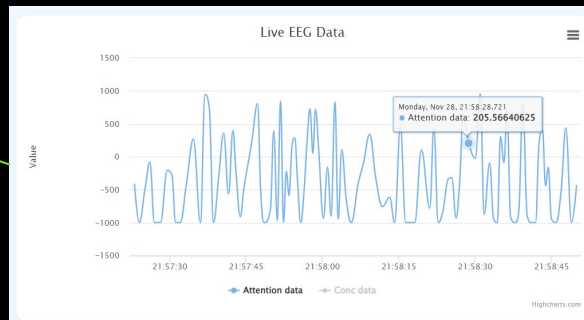 Live EEG Data
1500
1000
500
0
−500
−1000
−1500
Value
Monday, Nov 28, 21:58:28.721
Attention data: 205.56640625
21:57:30
21:57:45
21:58:00
21:58:15
21:58:30
21:58:45
Attention data
Conc data
Highcharts.com